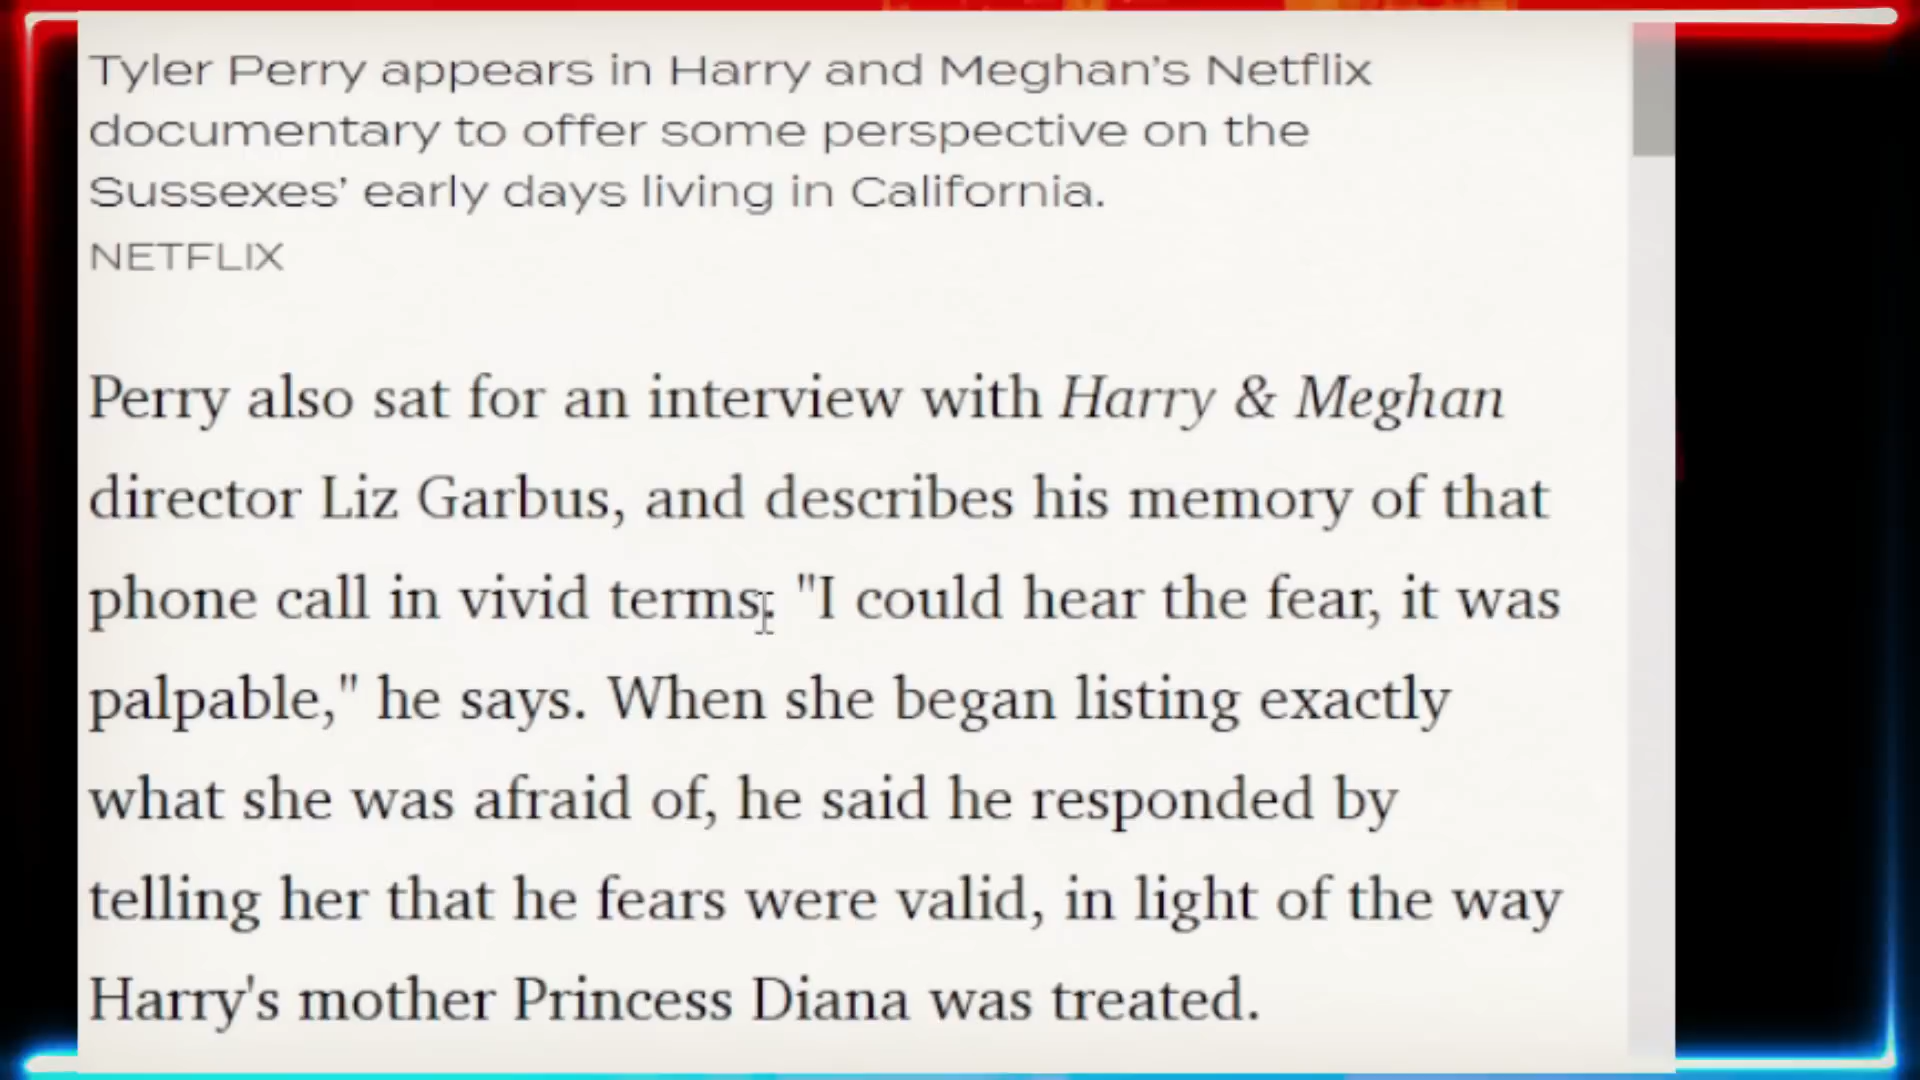 Tyler Perry appears in Harry and Meghan's Netflix
documentary to offer some perspective on the
Sussexes' early days living in California.
NETFLIX
Perry also sat for an interview with Harry & Meghan
director Liz Garbus, and describes his memory of that
phone call in vivid terms: "I could hear the fear, it was
palpable," he says. When she began listing exactly
what she was afraid of, he said he responded by
telling her that he fears were valid, in light of the way
Harry's mother Princess Diana was treated.